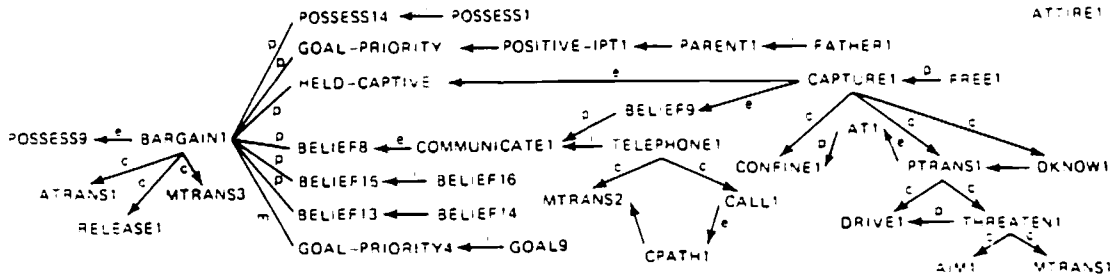 POSSESS14 POSSESS1 ATTIRE1
GOAL-PRIORITY POSITIVE-IPT1 PARENT1 FATHER1
HELD-CAPTIVE e CAPTURE1 p FREE1
BELIEF9 e
POSSESS9 e BARGAIN1 BELIEF8 e COMMUNICATE1 TELEPHONE1 AT1
CONFINE1 PTRANS1 DKNOW1
ATRANS1 MTRANS3 BELIEF15 BELIEF16 MTRANS2 CALL1
RELEASE1 BELIEF13 BELIEF14 DRIVE1 p THREATEN1
GOAL-PRIORITY4 GOAL9 CPATH1
AIM1 MTRANS1
p
p
p
p
p
p
m
c
c
c
p
c
c
e
c
c
c
p
e
c
c
c
c